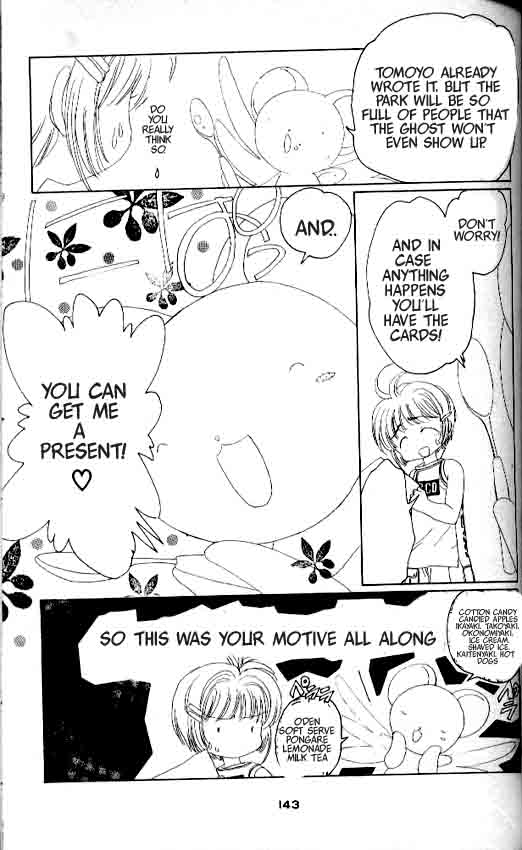 TOMOYO ALREADY
WROTE IT. BUT THE
PARK WILL BE SO
FULL OF PEOPLE THAT
THE GHOST WON'T
EVEN SHOW UP.
DO
YOU
REALLY
THINK
SO.
DON'T
WORRY!
AND IN
CASE
ANYTHING
HAPPENS
YOU'LL
HAVE THE
CARDS!
AND..
YOU CAN
GET ME
A
PRESENT!
♡
CD
SO THIS WAS YOUR MOTIVE ALL ALONG
COTTON CANDY
CANDIED APPLES
IKAYAKI, TAKOYAKI,
OKONOMIYAKI,
ICE CREAM,
SHAVED ICE,
KAITENYAKI, HOT
DOGS
ODEN
SOFT SERVE
PONGARE
LEMONADE
MILK TEA
143